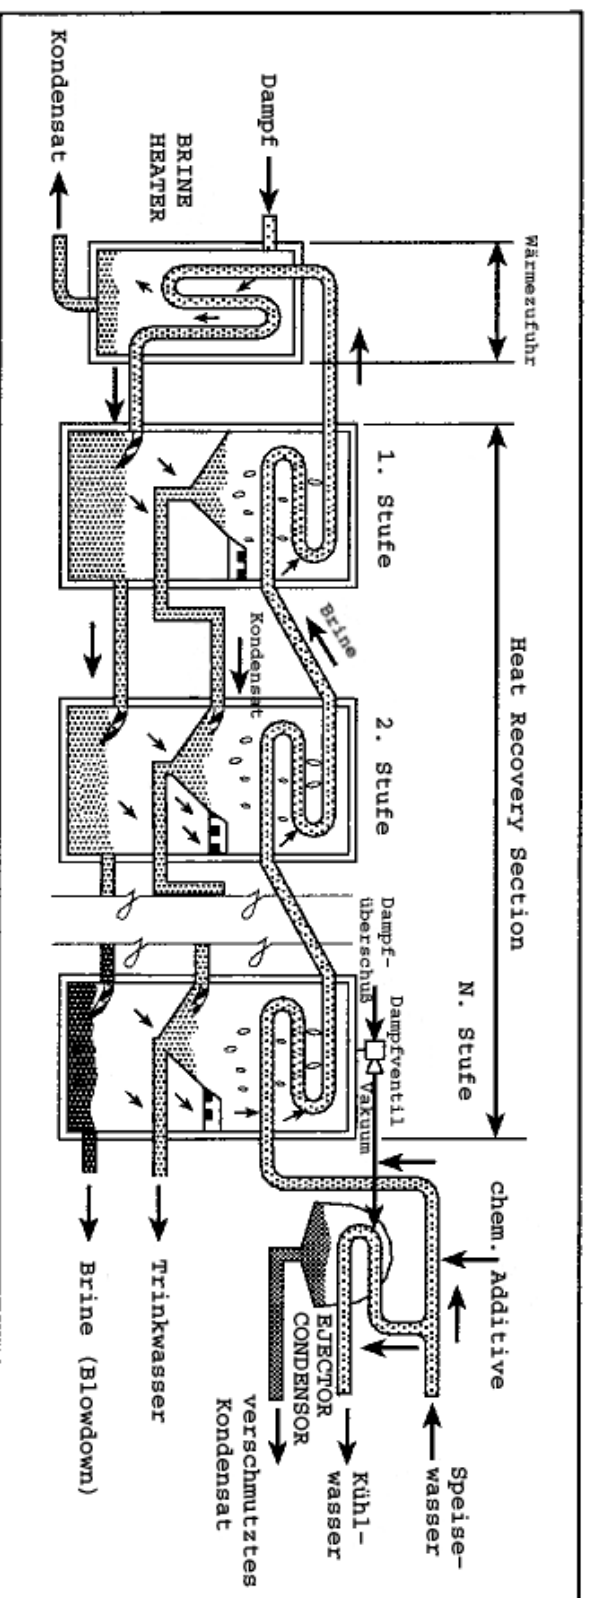 Wärmezufuhr
Heat Recovery Section
Dampf
BRINE
HEATER
Kondensat
1. Stufe
2. Stufe
N. Stufe
Brine
Kondensat
Dampf-
überschuß
Dampfventil
Vakuum
chem. Additive
Speise-
wasser
Kühl-
wasser
EJECTOR
CONDENSOR
verschmutztes
Kondensat
Trinkwasser
Brine (Blowdown)